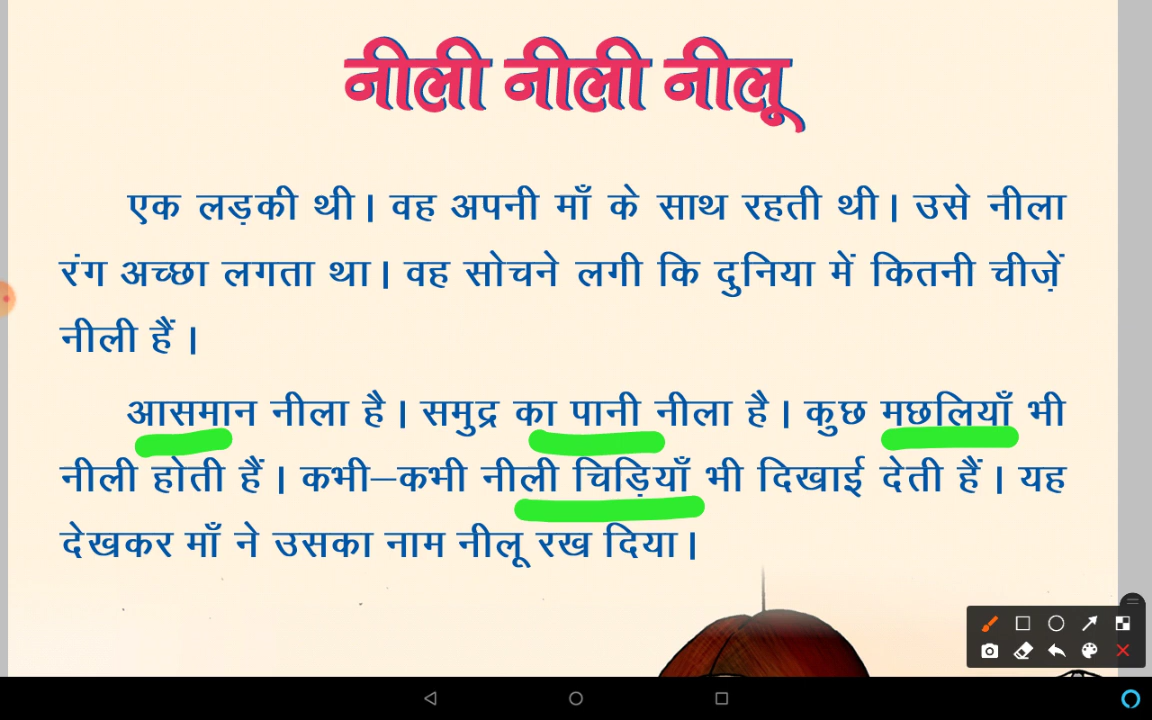 नीली नीली नीलू
एक लड़की थी। वह अपनी माँ के साथ रहती थी। उसे नीला
रंग अच्छा लगता था। वह सोचने लगी कि दुनिया में कितनी चीज़ें
नीली हैं।
आसमान नीला है। समुद्र का पानी नीला है। कुछ मछलियाँ भी
नीली होती हैं। कभी–कभी नीली चिड़ियाँ भी दिखाई देती हैं। यह
देखकर माँ ने उसका नाम नीलू रख दिया।